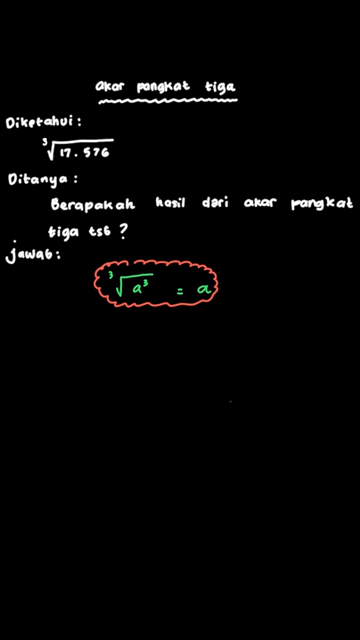 akar pangkat tiga
Diketahui :
³√17.576
Ditanya :
Berapakah hasil dari akar pangkat
tiga tsb ?
jawab :
³√a³ = a